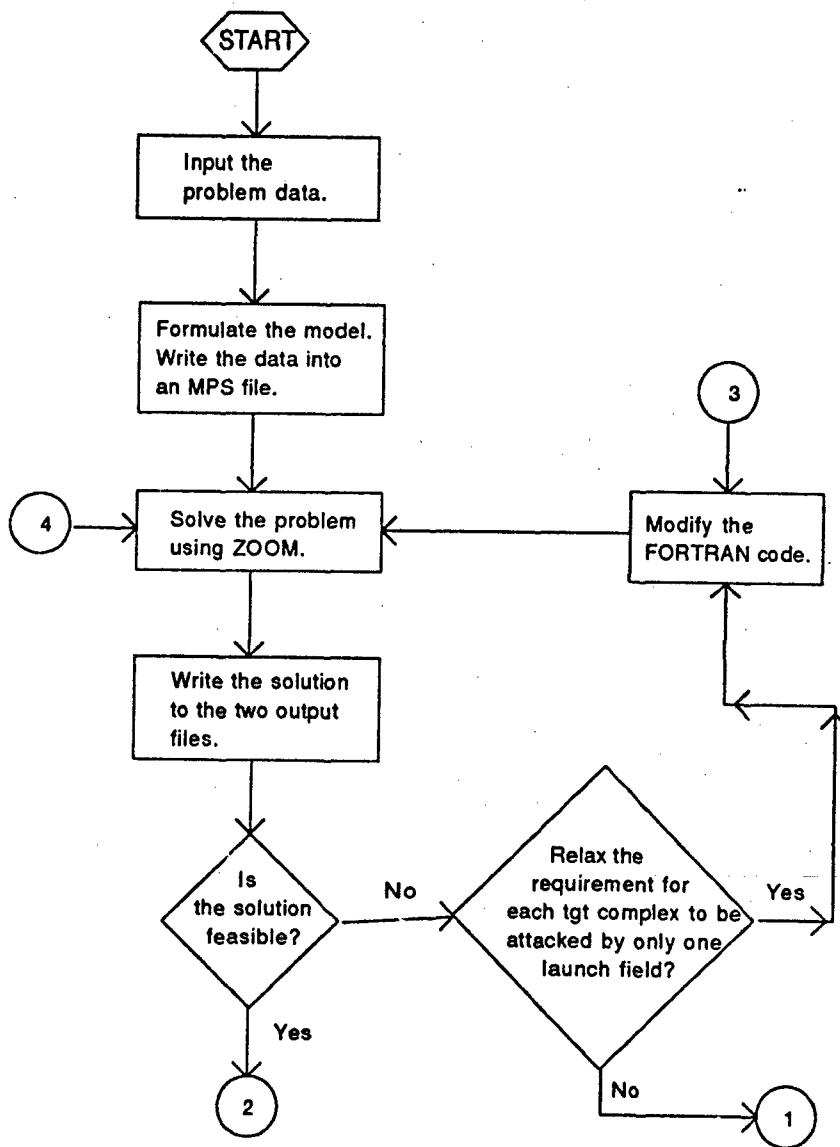 START
Input the
problem data.
Formulate the model.
Write the data into
an MPS file.
3
4
Solve the problem
using ZOOM.
Modify the
FORTRAN code.
Write the solution
to the two output
files.
Is
the solution
feasible?
No
Relax the
requirement for
each tgt complex to be
attacked by only one
launch field?
Yes
Yes
2
No
1